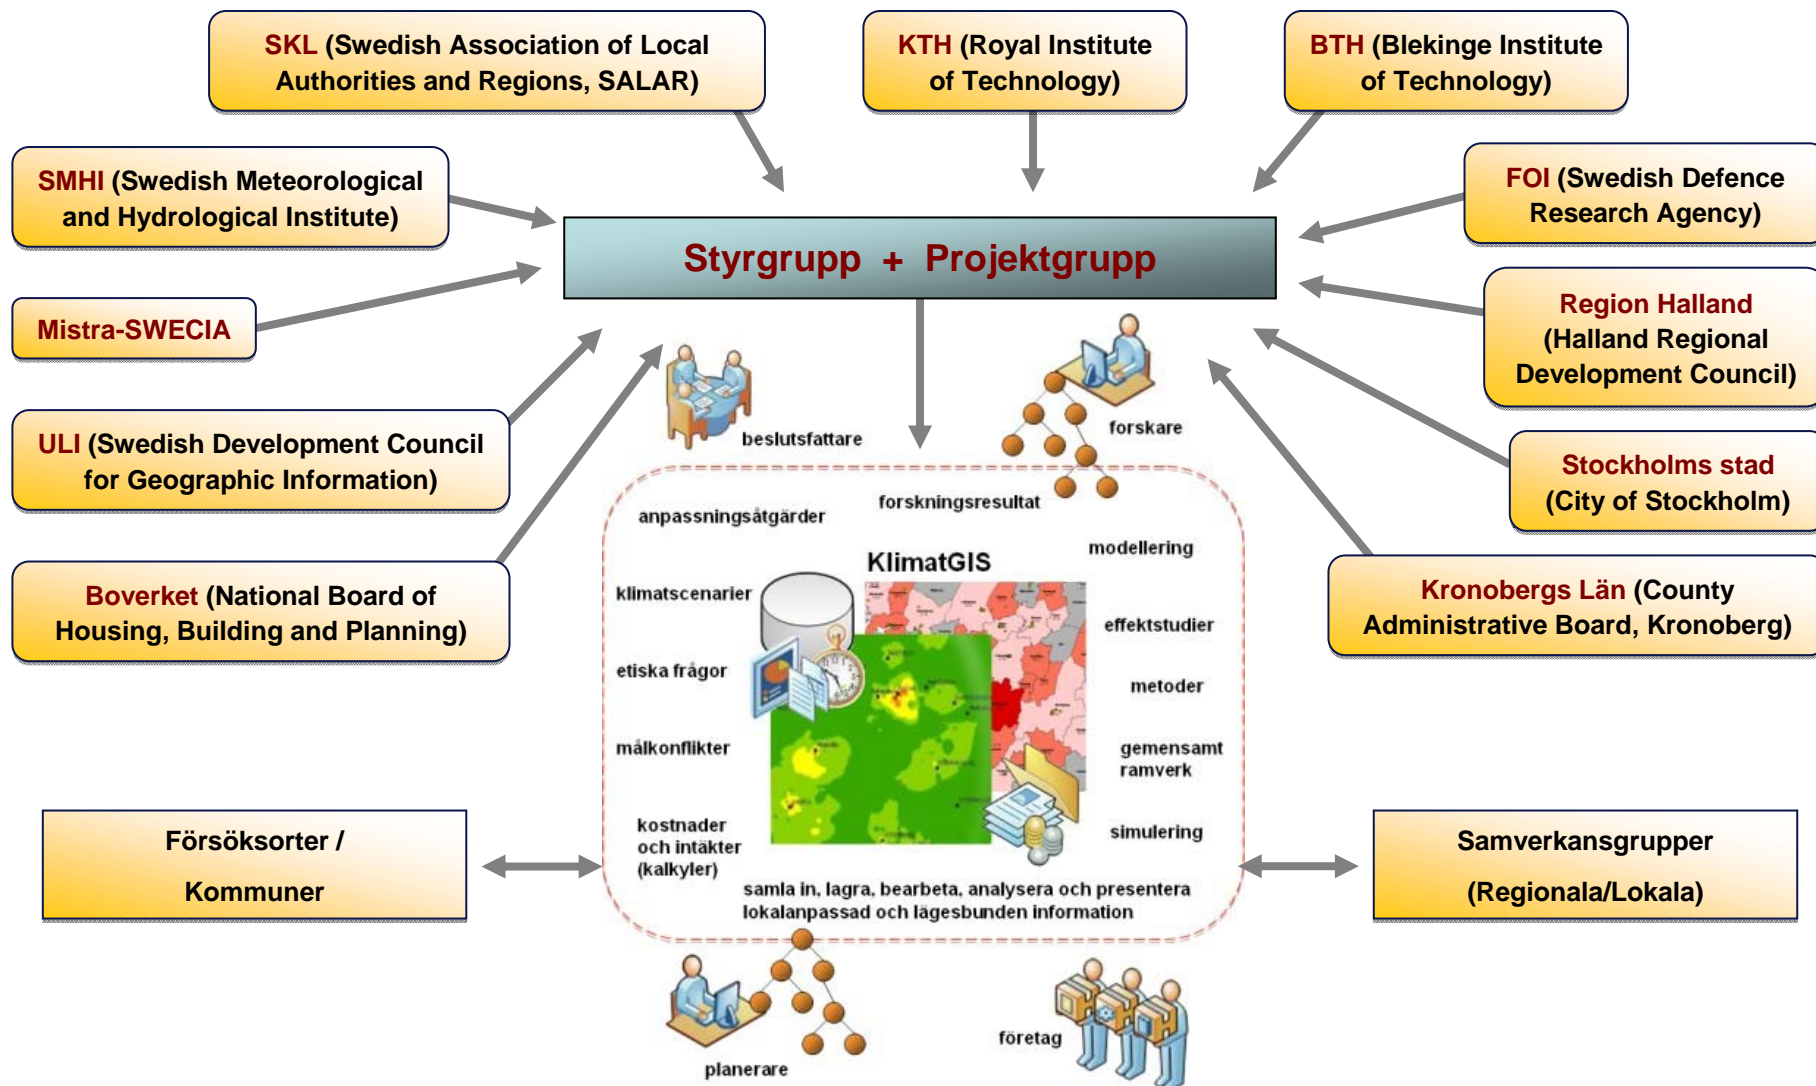 SKL (Swedish Association of Local
Authorities and Regions, SALAR)
KTH (Royal Institute
of Technology)
BTH (Blekinge Institute
of Technology)
SMHI (Swedish Meteorological
and Hydrological Institute)
FOI (Swedish Defence
Research Agency)
Styrgrupp + Projektgrupp
Mistra-SWECIA
Region Halland
(Halland Regional
Development Council)
ULI (Swedish Development Council
for Geographic Information)
beslutsfattare
forskare
Stockholms stad
(City of Stockholm)
Boverket (National Board of
Housing, Building and Planning)
Kronobergs Län (County
Administrative Board, Kronoberg)
anpassningsåtgärder
forskningsresultat
modellering
KlimatGIS
klimatscenarier
effektstudier
etiska frågor
metoder
målkonflikter
gemensamt
ramverk
kostnader
och intäkter
(kalkyler)
simulering
samla in, lagra, bearbeta, analysera och presentera
lokalanpassad och lägesbunden information
Försöksorter /
Kommuner
Samverkansgrupper
(Regionala/Lokala)
planerare
företag